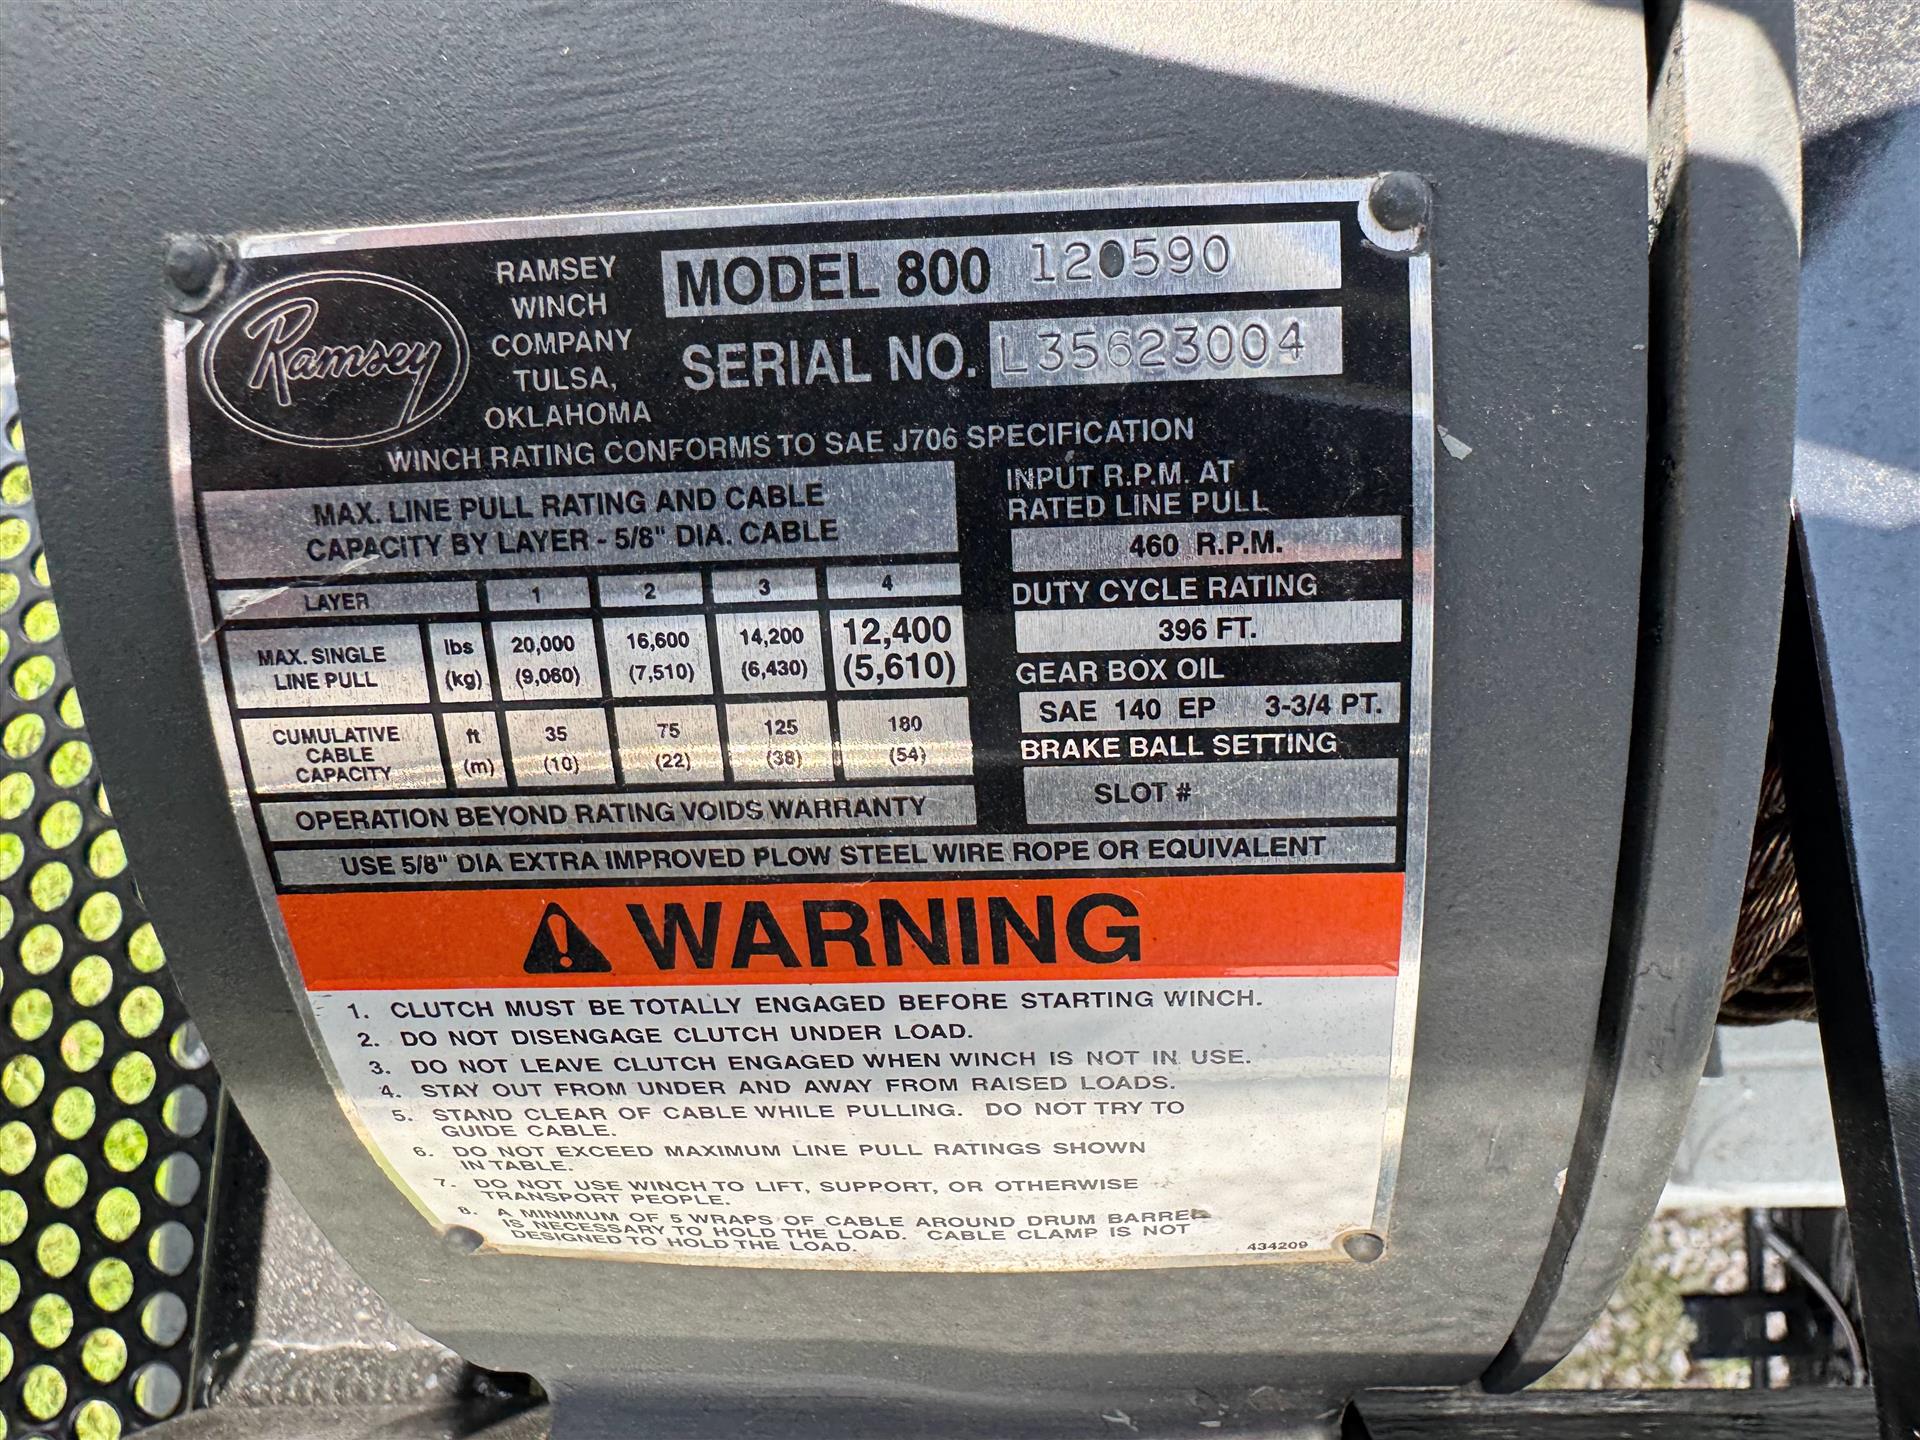 Ramsey
RAMSEY
WINCH
COMPANY
TULSA,
OKLAHOMA
MODEL 800 120590
SERIAL NO. L35623004
WINCH RATING CONFORMS TO SAE J706 SPECIFICATION
MAX. LINE PULL RATING AND CABLE
CAPACITY BY LAYER - 5/8" DIA. CABLE
LAYER 1 2 3 4
MAX. SINGLE
LINE PULL
lbs 20,000 16,600 14,200 12,400
(kg) (9,060) (7,510) (6,430) (5,610)
CUMULATIVE
CABLE
CAPACITY
ft 35 75 125 180
(m) (10) (22) (38) (54)
OPERATION BEYOND RATING VOIDS WARRANTY
INPUT R.P.M. AT
RATED LINE PULL
460 R.P.M.
DUTY CYCLE RATING
396 FT.
GEAR BOX OIL
SAE 140 EP 3-3/4 PT.
BRAKE BALL SETTING
SLOT #
USE 5/8" DIA EXTRA IMPROVED PLOW STEEL WIRE ROPE OR EQUIVALENT
WARNING
1. CLUTCH MUST BE TOTALLY ENGAGED BEFORE STARTING WINCH.
2. DO NOT DISENGAGE CLUTCH UNDER LOAD.
3. DO NOT LEAVE CLUTCH ENGAGED WHEN WINCH IS NOT IN USE.
4. STAY OUT FROM UNDER AND AWAY FROM RAISED LOADS.
5. STAND CLEAR OF CABLE WHILE PULLING. DO NOT TRY TO
GUIDE CABLE.
6. DO NOT EXCEED MAXIMUM LINE PULL RATINGS SHOWN
IN TABLE.
7. DO NOT USE WINCH TO LIFT, SUPPORT, OR OTHERWISE
TRANSPORT PEOPLE.
8. A MINIMUM OF 5 WRAPS OF CABLE AROUND DRUM BARREL
IS NECESSARY TO HOLD THE LOAD. CABLE CLAMP IS NOT
DESIGNED TO HOLD THE LOAD.
434209